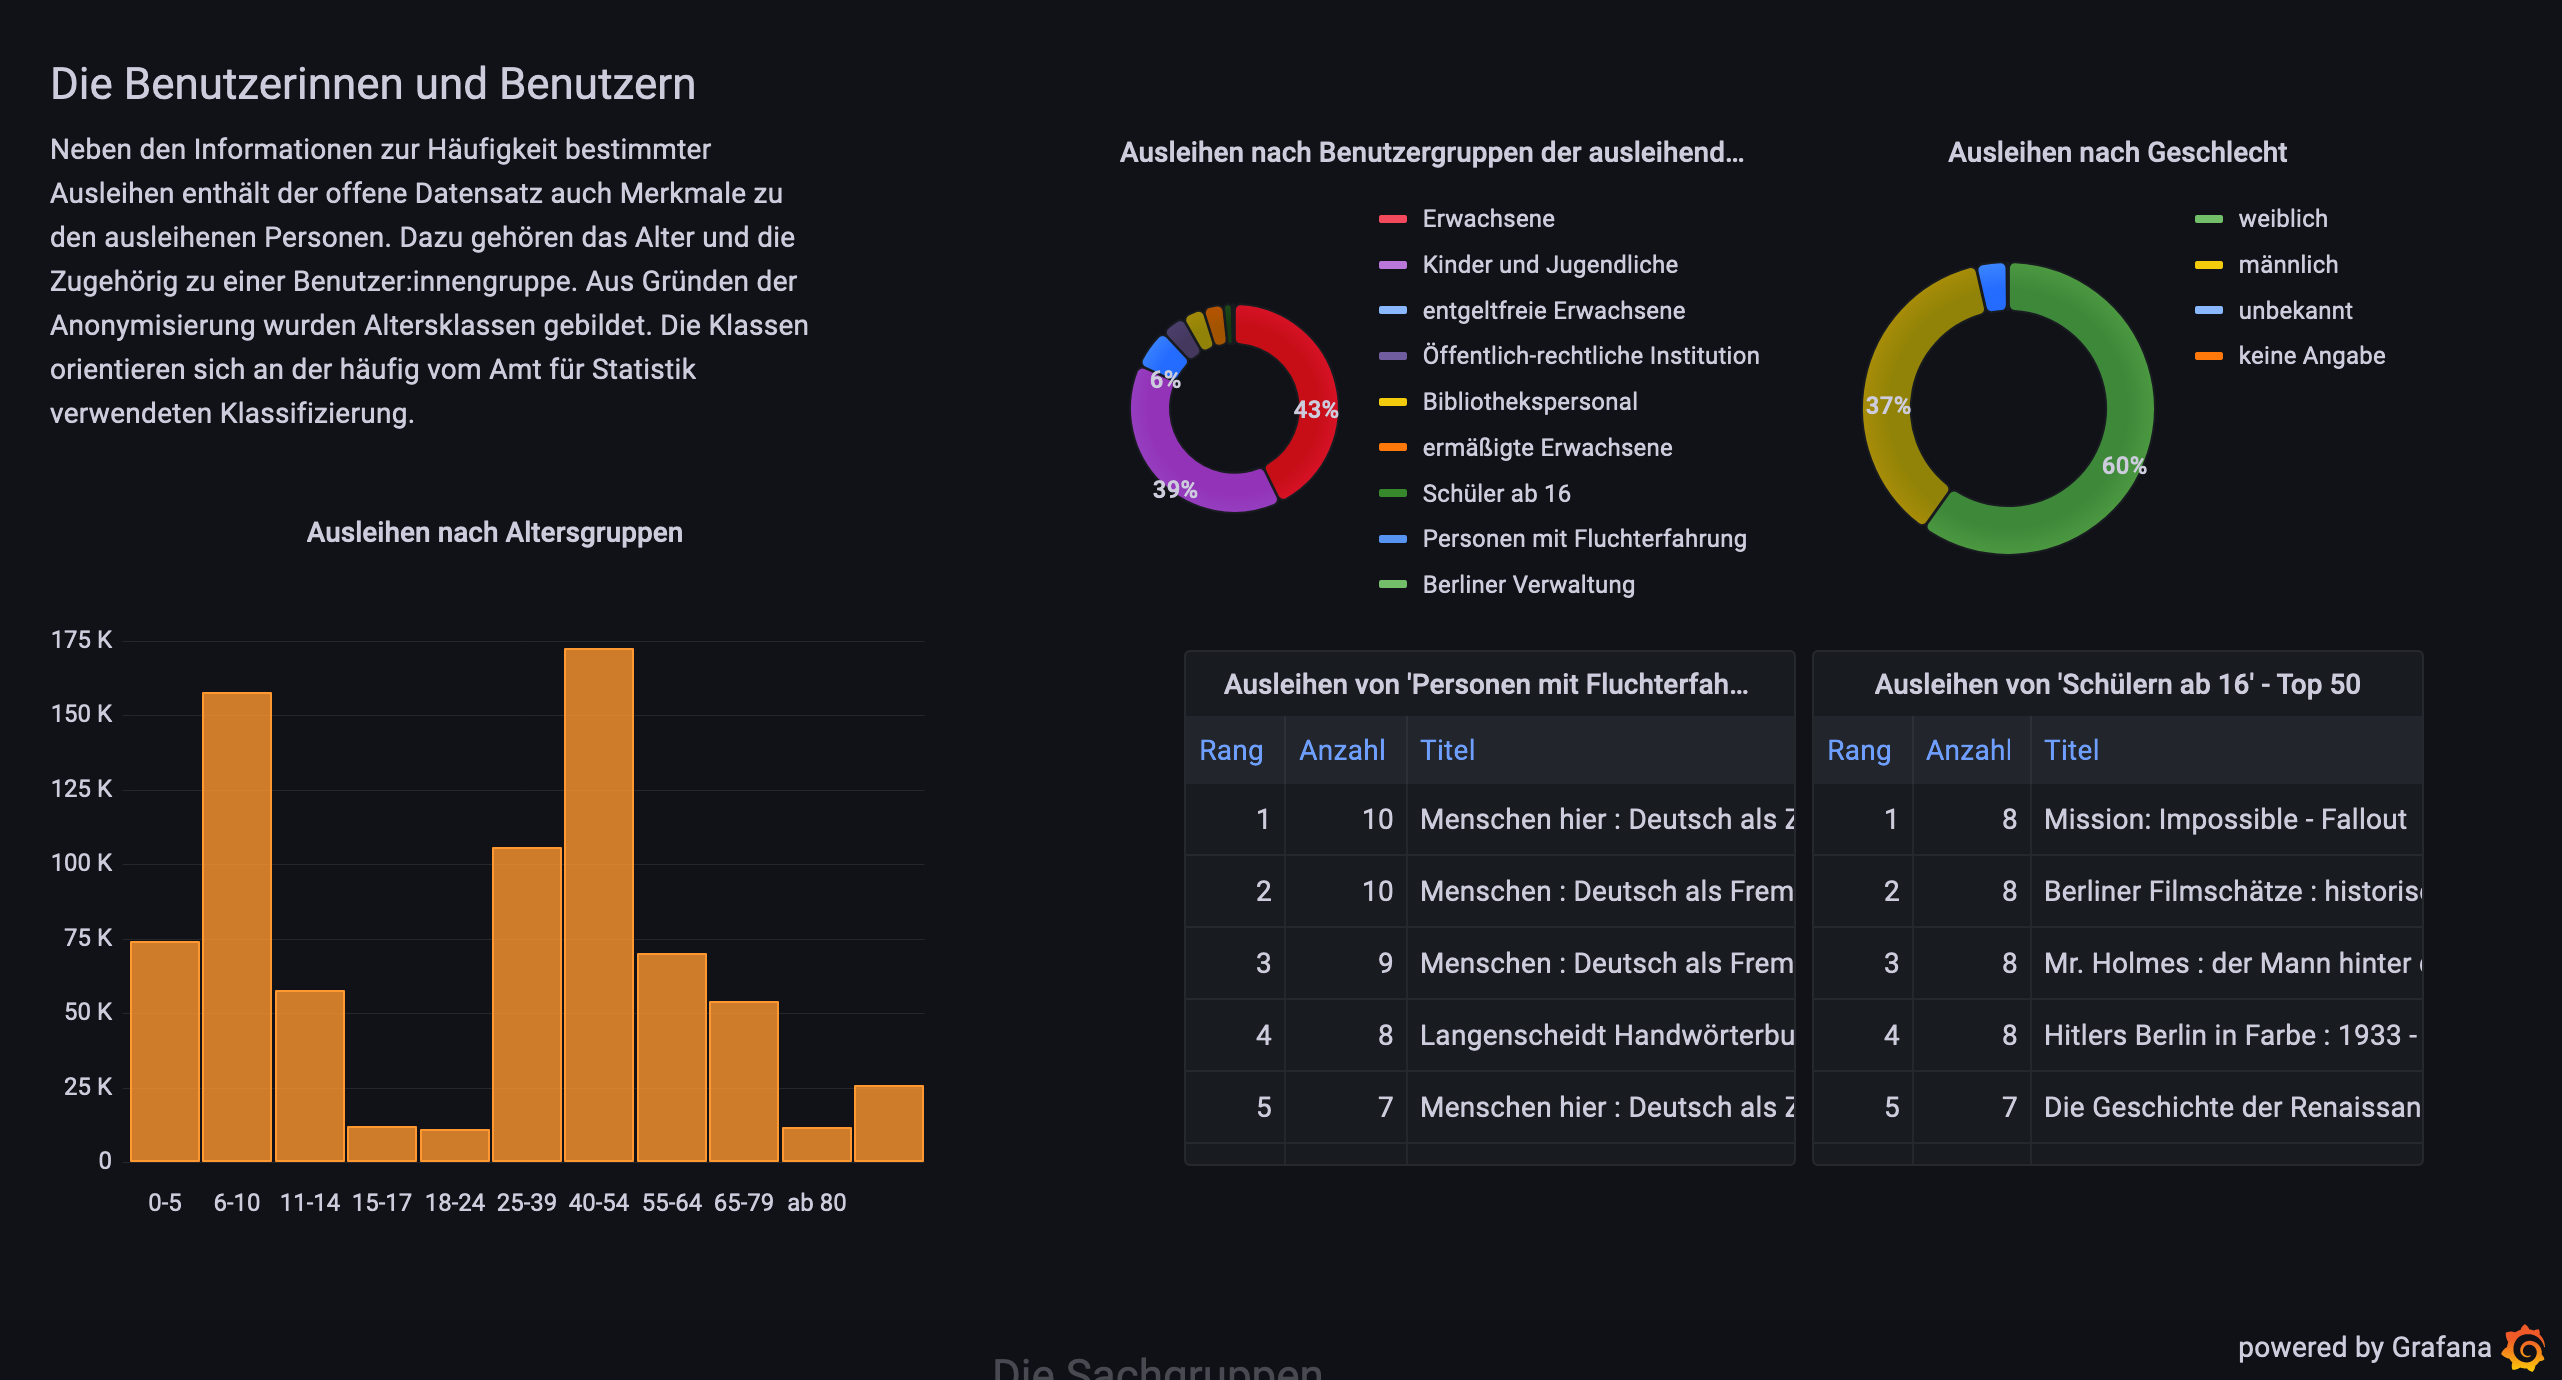 Die Benutzerinnen und Benutzern
Neben den Informationen zur Häufigkeit bestimmter
Ausleihen enthält der offene Datensatz auch Merkmale zu
den ausleihenen Personen. Dazu gehören das Alter und die
Zugehörig zu einer Benutzer:innengruppe. Aus Gründen der
Anonymisierung wurden Altersklassen gebildet. Die Klassen
orientieren sich an der häufig vom Amt für Statistik
verwendeten Klassifizierung.
Ausleihen nach Altersgruppen
175 K
150 K
125 K
100 K
75 K
50 K
25 K
0
0-5 6-10 11-14 15-17 18-24 25-39 40-54 55-64 65-79 ab 80
Ausleihen nach Benutzergruppen der ausleihend...
43%
39%
6%
Erwachsene
Kinder und Jugendliche
entgeltfreie Erwachsene
Öffentlich-rechtliche Institution
Bibliothekspersonal
ermäßigte Erwachsene
Schüler ab 16
Personen mit Fluchterfahrung
Berliner Verwaltung
Ausleihen nach Geschlecht
37%
60%
weiblich
männlich
unbekannt
keine Angabe
Ausleihen von 'Personen mit Fluchterfah...
Rang Anzahl Titel
1 10 Menschen hier : Deutsch als Z
2 10 Menschen : Deutsch als Frem
3 9 Menschen : Deutsch als Frem
4 8 Langenscheidt Handwörterbu
5 7 Menschen hier : Deutsch als Z
Ausleihen von 'Schülern ab 16' - Top 50
Rang Anzahl Titel
1 8 Mission: Impossible - Fallout
2 8 Berliner Filmschätze : historis
3 8 Mr. Holmes : der Mann hinter
4 8 Hitlers Berlin in Farbe : 1933 -
5 7 Die Geschichte der Renaissan
powered by Grafana
Die Sachgruppen